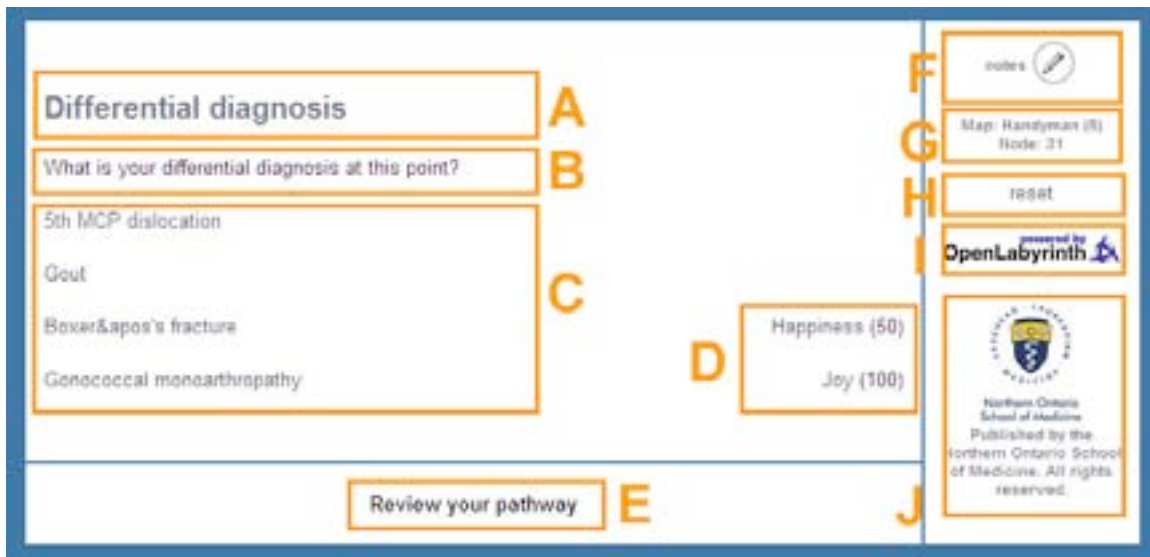 Differential diagnosis
A
What is your differential diagnosis at this point?
B
5th MCP dislocation
Gout
Boxer&apos's fracture
Gonococcal monoarthropathy
C
Happiness (50)
Joy (100)
D
Review your pathway
E
notes
F
Map: Handyman (6)
Node: 31
G
reset
H
powered by
OpenLabyrinth
I
Northern Ontario
School of Medicine
Published by the
Northern Ontario School
of Medicine. All rights
reserved.
J